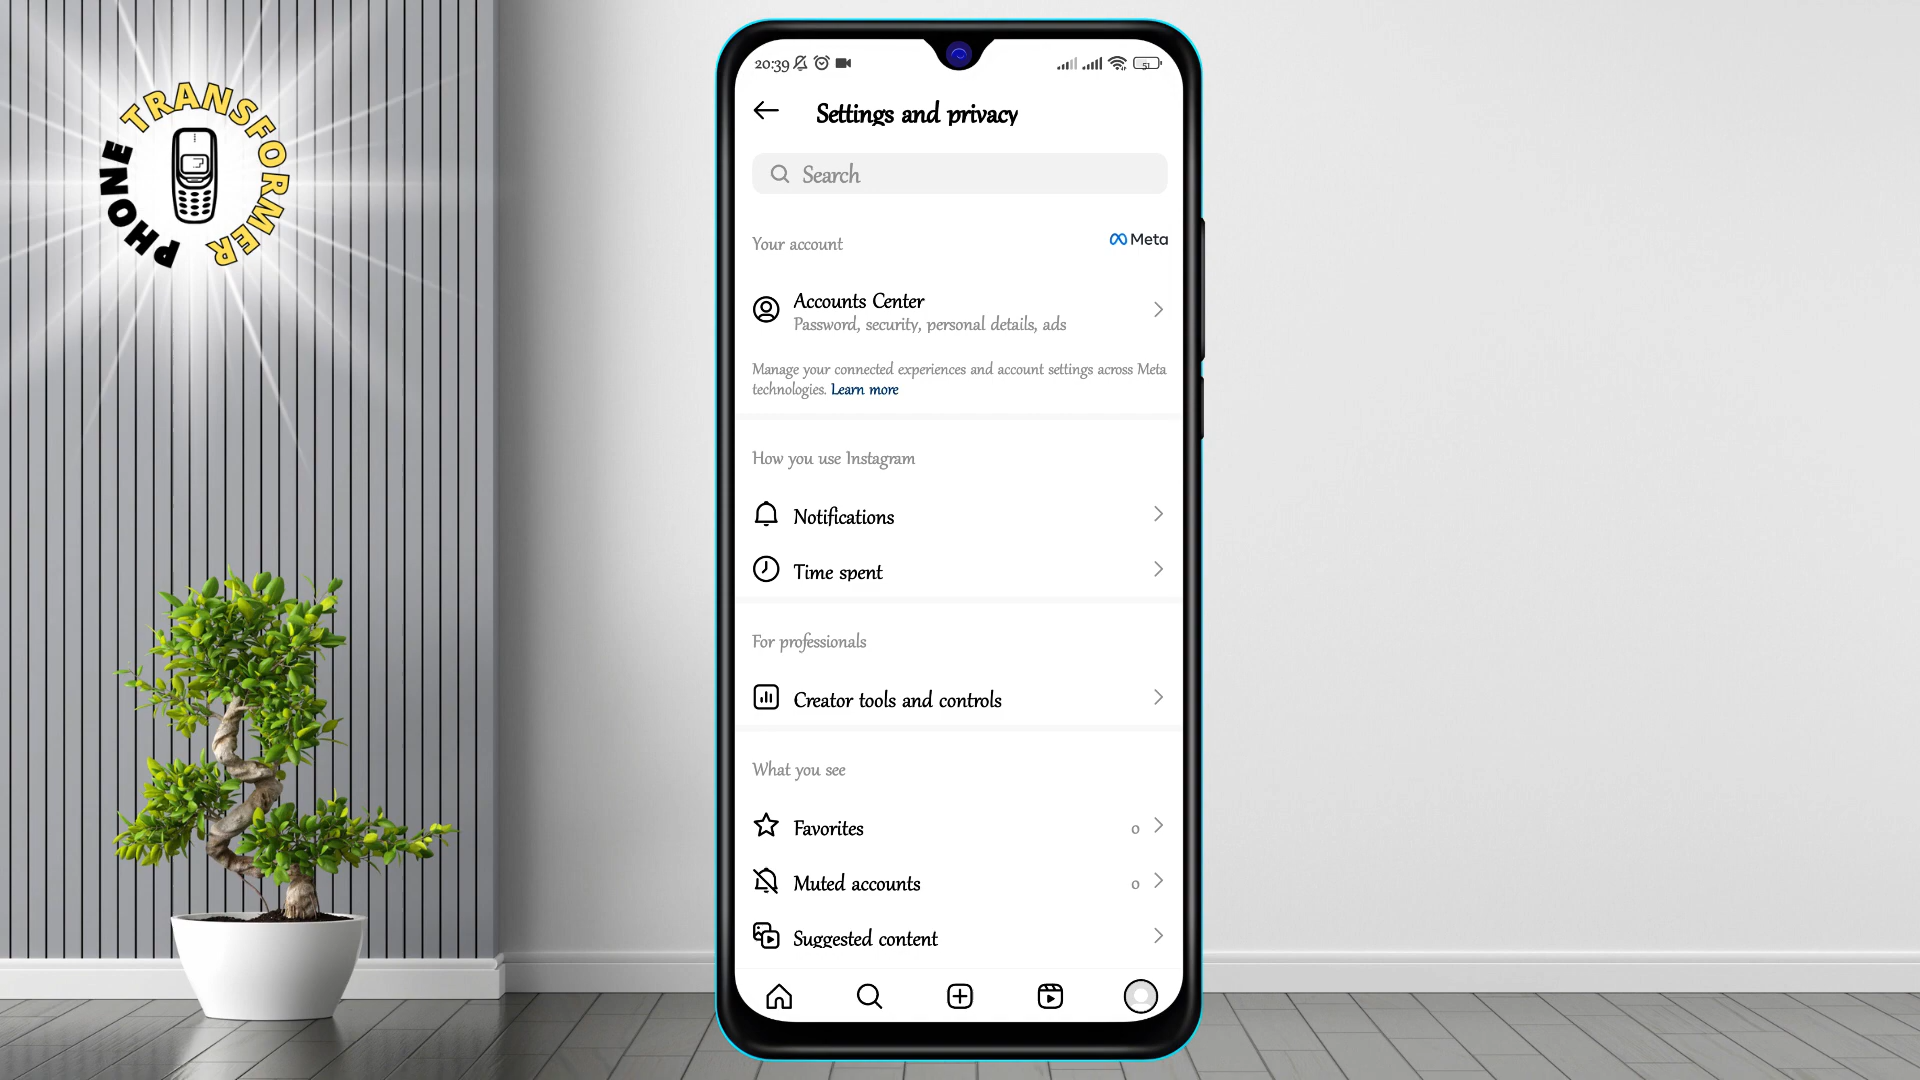 PHONE TRANSFORMER
20:39
51
Settings and privacy
Search
Your account
Meta
Accounts Center
Password, security, personal details, ads
Manage your connected experiences and account settings across Meta
technologies. Learn more
How you use Instagram
Notifications
Time spent
For professionals
Creator tools and controls
What you see
Favorites
0
Muted accounts
0
Suggested content